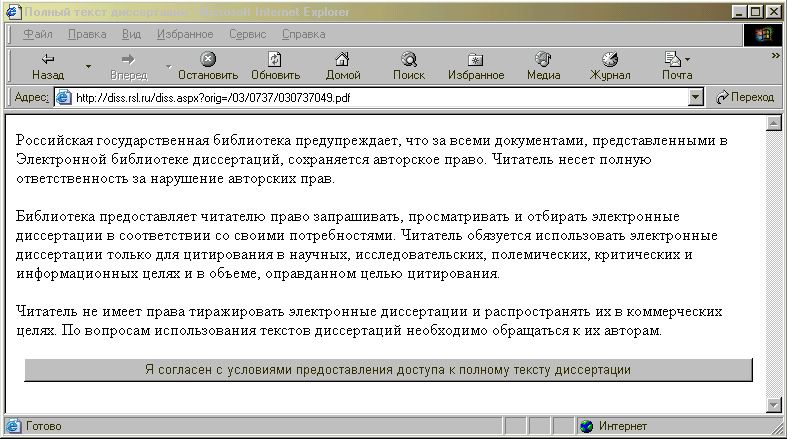 Полный текст диссертации - Microsoft Internet Explorer
Файл Правка Вид Избранное Сервис Справка
Назад Вперед Остановить Обновить Домой Поиск Избранное Медиа Журнал Почта »
Адрес: http://diss.rsl.ru/diss.aspx?orig=/03/0737/030737049.pdf Переход
Российская государственная библиотека предупреждает, что за всеми документами, представленными в
Электронной библиотеке диссертаций, сохраняется авторское право. Читатель несет полную
ответственность за нарушение авторских прав.
Библиотека предоставляет читателю право запрашивать, просматривать и отбирать электронные
диссертации в соответствии со своими потребностями. Читатель обязуется использовать электронные
диссертации только для цитирования в научных, исследовательских, полемических, критических и
информационных целях и в объеме, оправданном целью цитирования.
Читатель не имеет права тиражировать электронные диссертации и распространять их в коммерческих
целях. По вопросам использования текстов диссертаций необходимо обращаться к их авторам.
Я согласен с условиями предоставления доступа к полному тексту диссертации
Готово Интернет